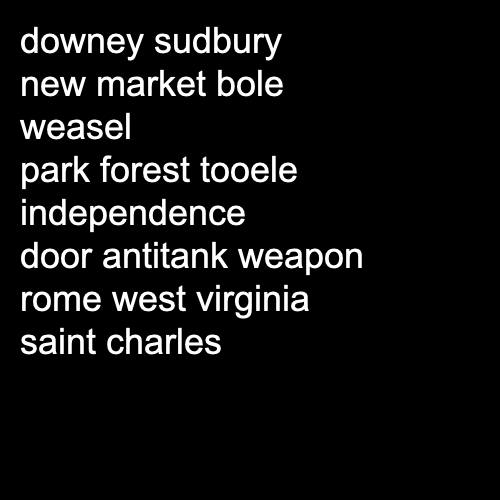 downey sudbury
new market bole
weasel
park forest tooele
independence
door antitank weapon
rome west virginia
saint charles